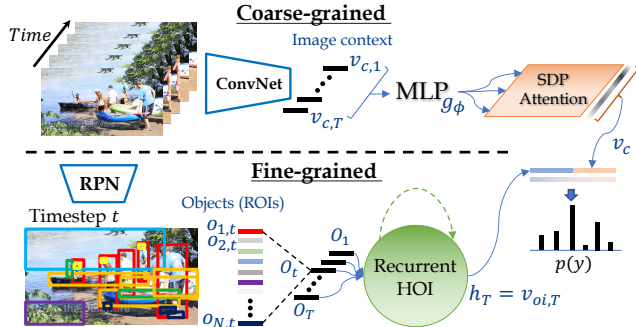 Coarse-grained
Time
Image context
ConvNet
v_{c,1}
v_{c,T}
MLP
g_ϕ
SDP
Attention
v_c
Fine-grained
RPN
Timestep t
Objects (ROIs)
o_{1,t}
o_{2,t}
o_{N,t}
O_1
O_t
O_T
Recurrent
HOI
h_T = v_{oi,T}
p(y)